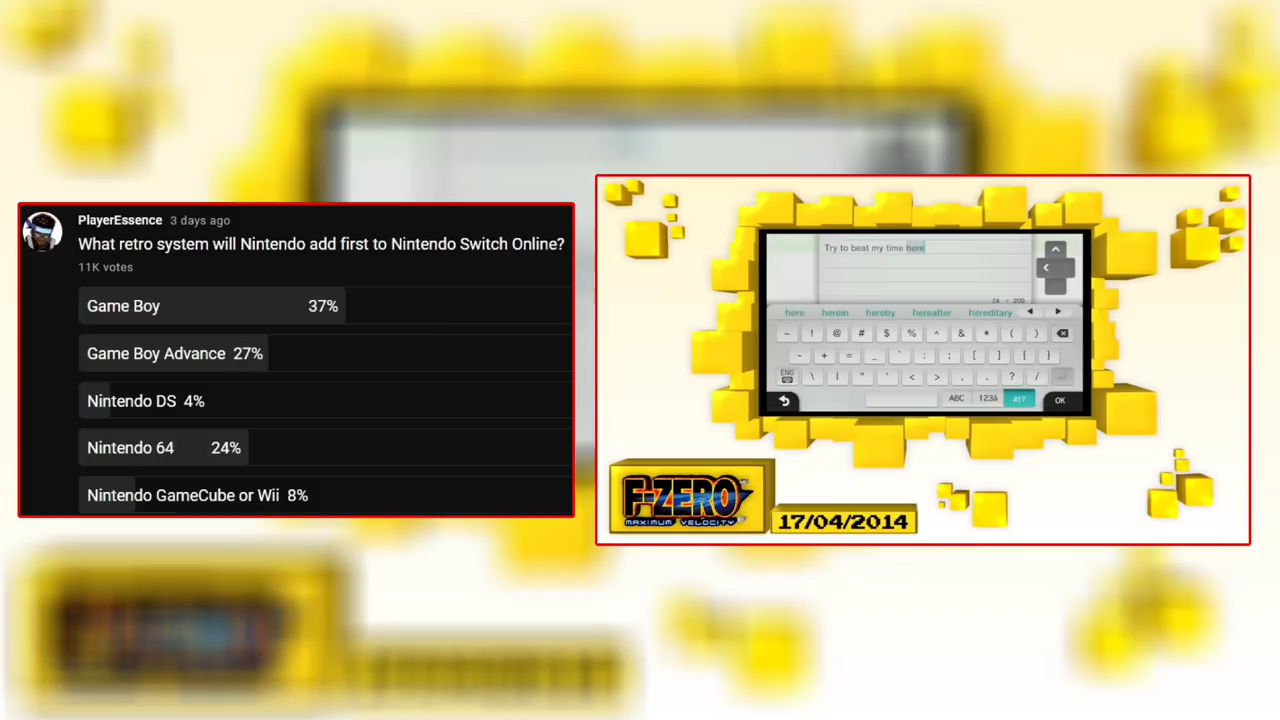 PlayerEssence 3 days ago
What retro system will Nintendo add first to Nintendo Switch Online?
11K votes
Game Boy 37%
Game Boy Advance 27%
Nintendo DS 4%
Nintendo 64 24%
Nintendo GameCube or Wii 8%
Try to beat my time here
24 / 200
here herein hereby hereafter hereditary
~ ! @ # $ % ^ & * ( )
- + = _ ` : ; [ ] { }
ENG \ | " ' < > , . ? /
ABC 123à #!? OK
F-ZERO
MAXIMUM VELOCITY
17/04/2014